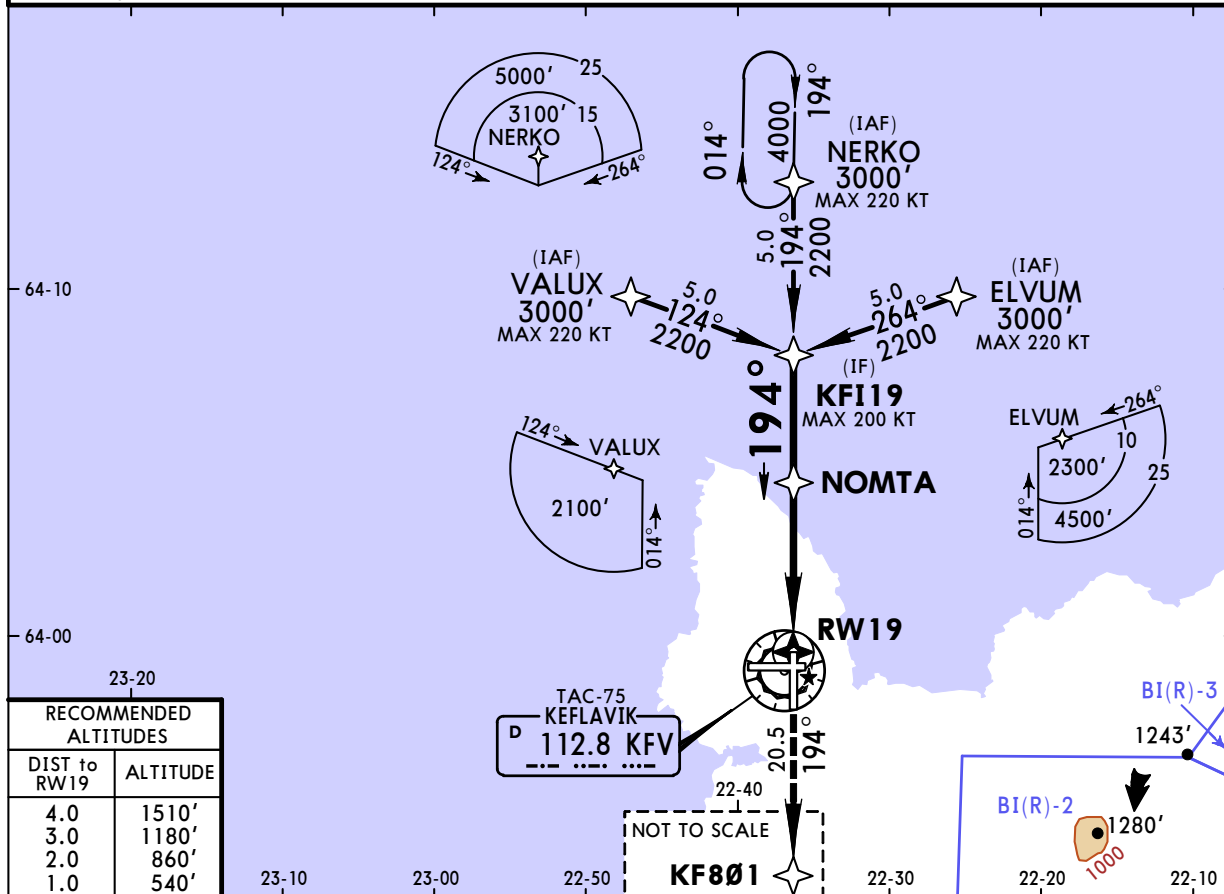 5000' 25
3100' 15
NERKO
124°
264°
014°
4000
194°
(IAF)
NERKO
3000'
MAX 220 KT
5.0
194°
2200
64-10
(IAF)
VALUX
3000'
MAX 220 KT
5.0
124°
2200
5.0
264°
2200
(IAF)
ELVUM
3000'
MAX 220 KT
(IF)
KFI19
MAX 200 KT
194°
124°
VALUX
2100'
014°
NOMTA
ELVUM
264°
10
2300'
25
4500'
014°
64-00
RW19
23-20
TAC-75
KEFLAVIK
D 112.8 KFV
20.5
194°
BI(R)-3
1243'
BI(R)-2
1280'
1000
22-40
NOT TO SCALE
KF8Ø1
RECOMMENDED
ALTITUDES
DIST to
RW19
ALTITUDE
4.0 1510'
3.0 1180'
2.0 860'
1.0 540'
23-10
23-00
22-50
22-30
22-20
22-10